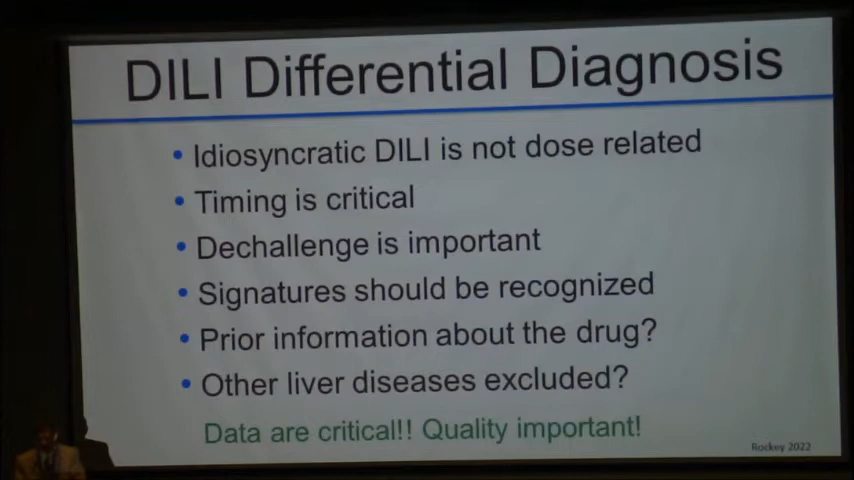 DILI Differential Diagnosis
• Idiosyncratic DILI is not dose related
• Timing is critical
• Dechallenge is important
• Signatures should be recognized
• Prior information about the drug?
• Other liver diseases excluded?
Data are critical!! Quality important!
Rockey 2022